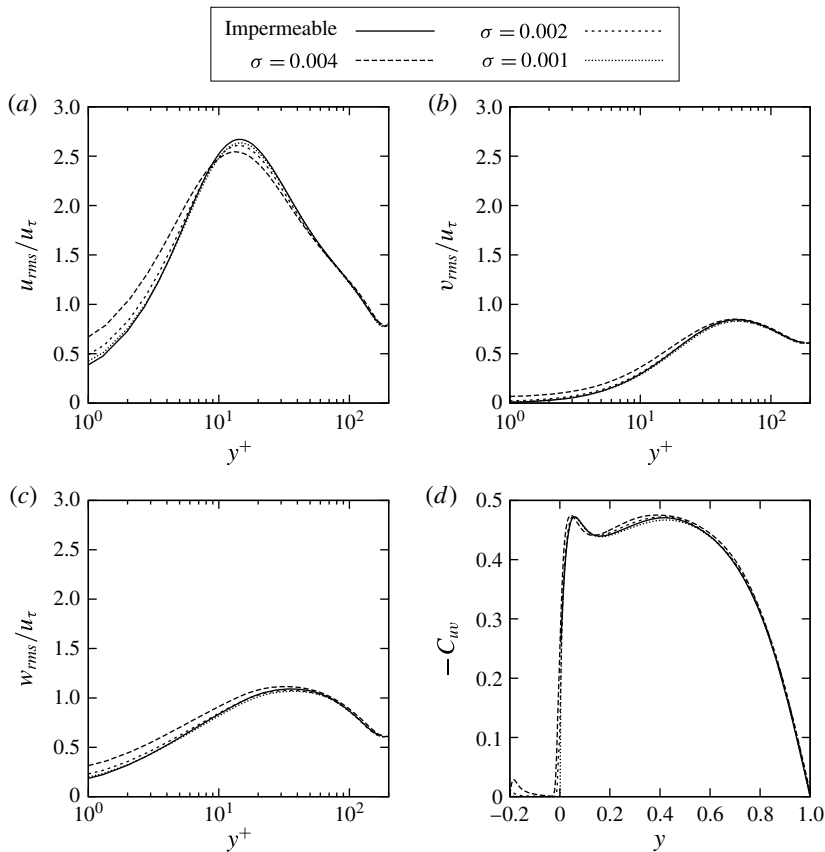 Impermeable σ = 0.002
σ = 0.004 σ = 0.001
(a) (b)
3.0 3.0
2.5 2.5
2.0 2.0
1.5 1.5
1.0 1.0
0.5 0.5
0 0
u_rms/u_τ v_rms/u_τ
10^0 10^1 10^2 10^0 10^1 10^2
y^+ y^+
(c) (d)
3.0 0.5
2.5 0.4
2.0 0.3
1.5 0.2
1.0 0.1
0.5 0
0
w_rms/u_τ −C_uv
10^0 10^1 10^2 −0.2 0 0.2 0.4 0.6 0.8 1.0
y^+ y